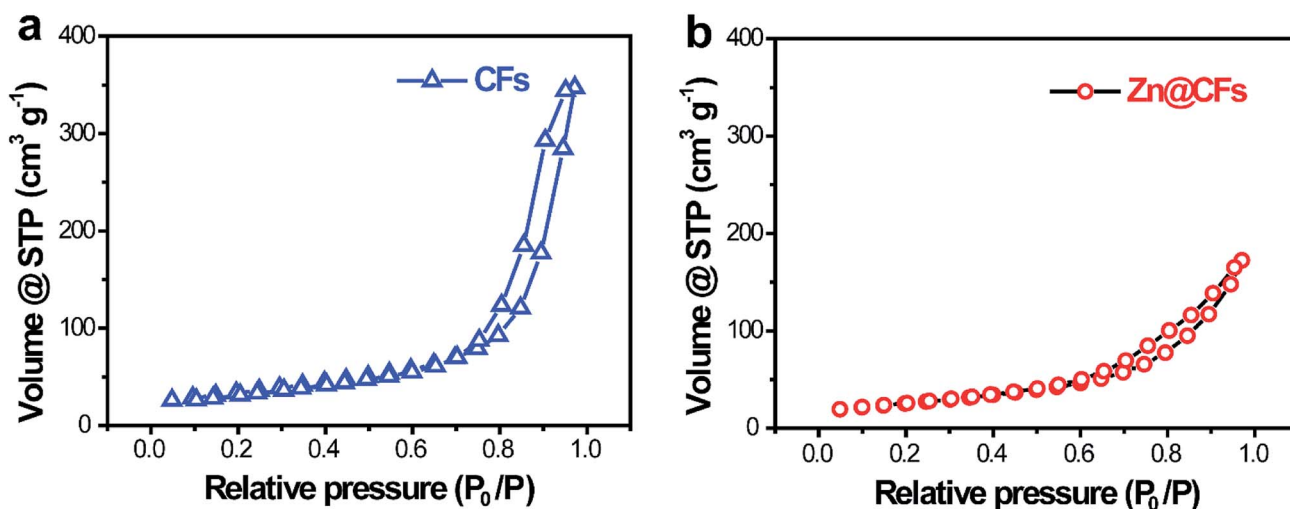 a
CFs
Volume @ STP (cm³ g⁻¹)
400
300
200
100
0
0.0 0.2 0.4 0.6 0.8 1.0
Relative pressure (P₀/P)
b
Zn@CFs
Volume @ STP (cm³ g⁻¹)
400
300
200
100
0
0.0 0.2 0.4 0.6 0.8 1.0
Relative pressure (P₀/P)